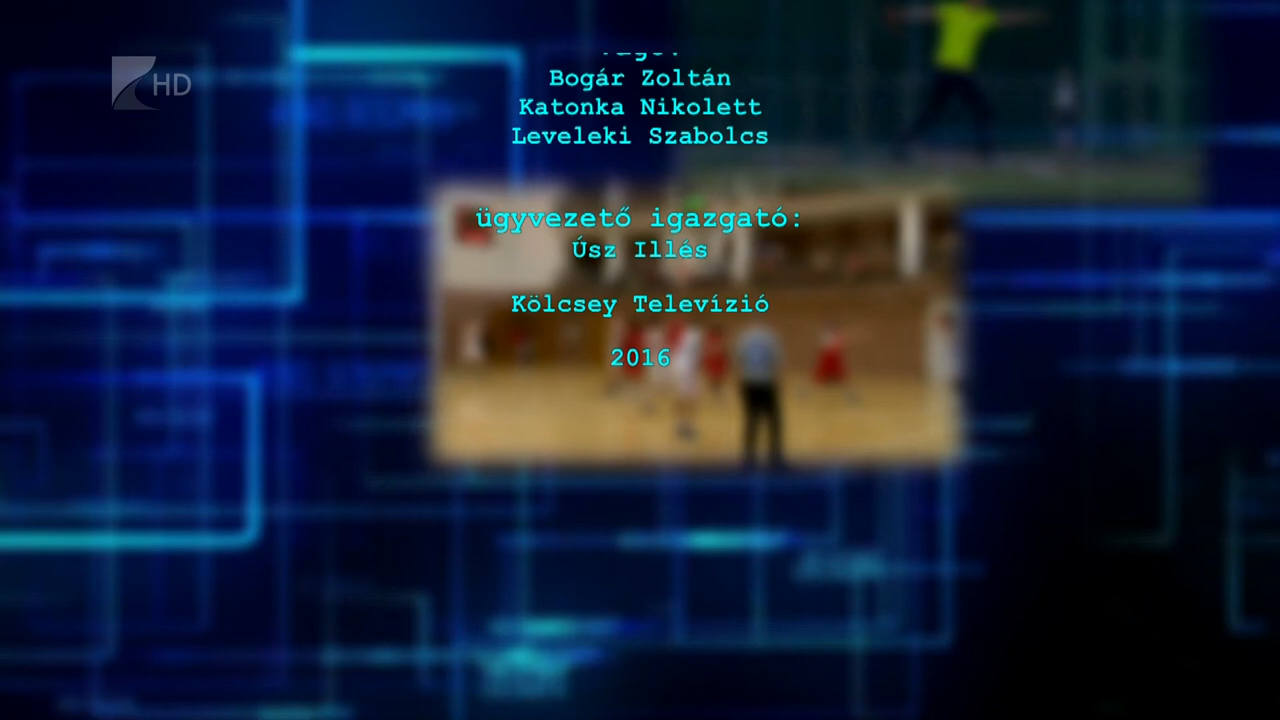 HD
Bogár Zoltán
Katonka Nikolett
Leveleki Szabolcs
ügyvezető igazgató:
Úsz Illés
Kölcsey Televízió
2016